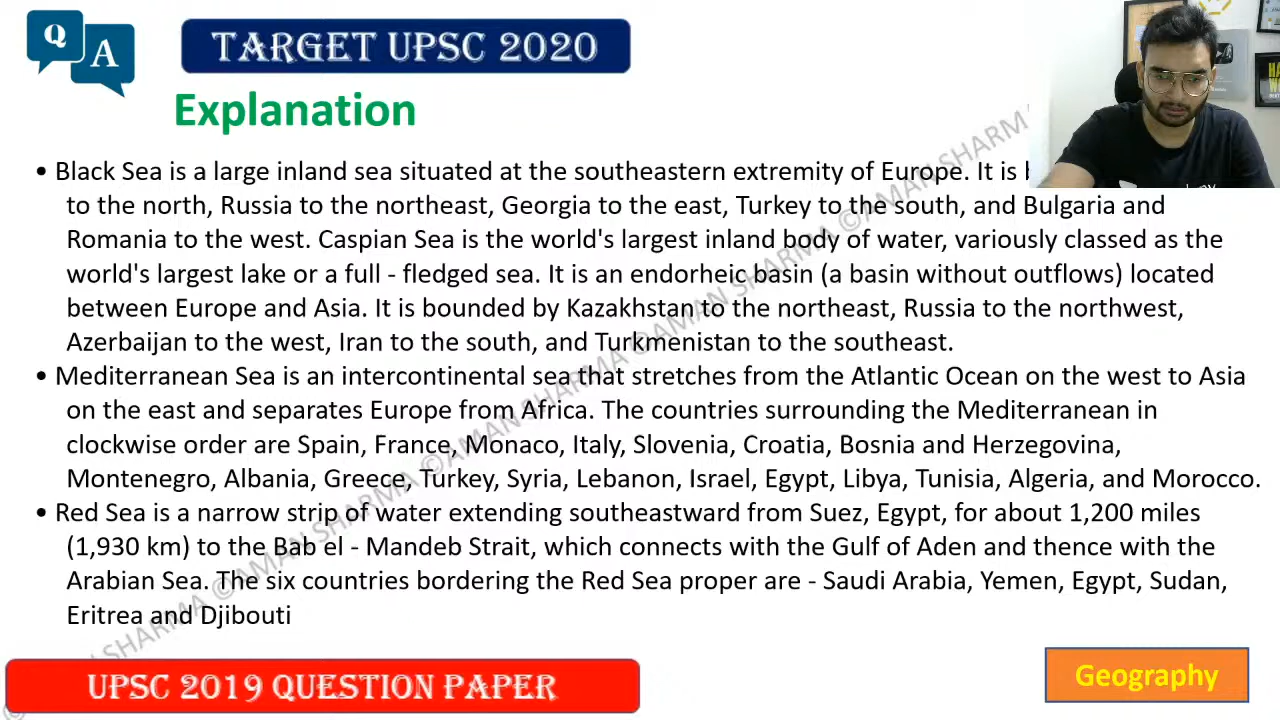 Q
A
TARGET UPSC 2020
Explanation
• Black Sea is a large inland sea situated at the southeastern extremity of Europe. It is
to the north, Russia to the northeast, Georgia to the east, Turkey to the south, and Bulgaria and
Romania to the west. Caspian Sea is the world's largest inland body of water, variously classed as the
world's largest lake or a full - fledged sea. It is an endorheic basin (a basin without outflows) located
between Europe and Asia. It is bounded by Kazakhstan to the northeast, Russia to the northwest,
Azerbaijan to the west, Iran to the south, and Turkmenistan to the southeast.
• Mediterranean Sea is an intercontinental sea that stretches from the Atlantic Ocean on the west to Asia
on the east and separates Europe from Africa. The countries surrounding the Mediterranean in
clockwise order are Spain, France, Monaco, Italy, Slovenia, Croatia, Bosnia and Herzegovina,
Montenegro, Albania, Greece, Turkey, Syria, Lebanon, Israel, Egypt, Libya, Tunisia, Algeria, and Morocco.
• Red Sea is a narrow strip of water extending southeastward from Suez, Egypt, for about 1,200 miles
(1,930 km) to the Bab el - Mandeb Strait, which connects with the Gulf of Aden and thence with the
Arabian Sea. The six countries bordering the Red Sea proper are - Saudi Arabia, Yemen, Egypt, Sudan,
Eritrea and Djibouti
©AMAN SHARMA ©AMAN SHARMA ©AMAN SHARMA ©AMAN SHARMA
UPSC 2019 QUESTION PAPER
Geography